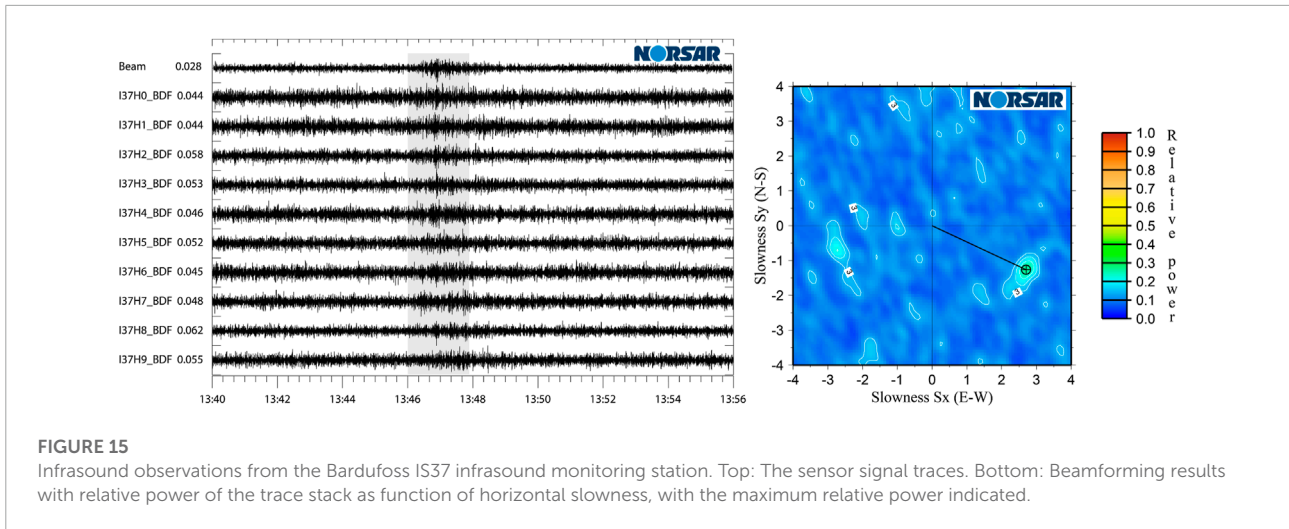 NORSAR
Beam 0.028
I37H0_BDF 0.044
I37H1_BDF 0.044
I37H2_BDF 0.058
I37H3_BDF 0.053
I37H4_BDF 0.046
I37H5_BDF 0.052
I37H6_BDF 0.045
I37H7_BDF 0.048
I37H8_BDF 0.062
I37H9_BDF 0.055
13:40 13:42 13:44 13:46 13:48 13:50 13:52 13:54 13:56
NORSAR
Slowness Sy (N-S)
4
3
2
1
0
-1
-2
-3
-4
3
3
3
3
-4 -3 -2 -1 0 1 2 3 4
Slowness Sx (E-W)
1.0
0.9
0.8
0.7
0.6
0.5
0.4
0.3
0.2
0.1
0.0
Relative power
FIGURE 15
Infrasound observations from the Bardufoss IS37 infrasound monitoring station. Top: The sensor signal traces. Bottom: Beamforming results
with relative power of the trace stack as function of horizontal slowness, with the maximum relative power indicated.